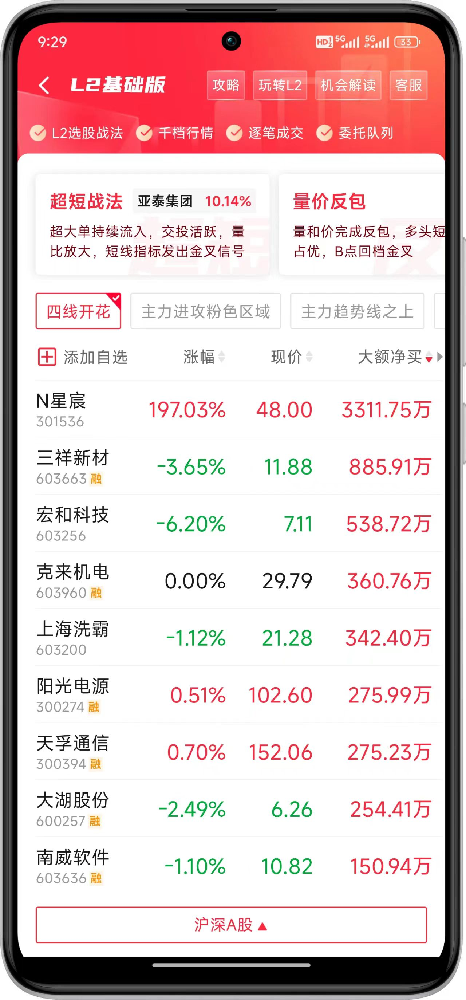 9:29
HD 1 2 5G 5G 33
L2基础版
攻略 玩转L2 机会解读 客服
L2选股战法 千档行情 逐笔成交 委托队列
超短战法 亚泰集团 10.14%
超大单持续流入，交投活跃，量
比放大，短线指标发出金叉信号
量价反包
量和价完成反包，多头短
占优，B点回档金叉
四线开花 主力进攻粉色区域 主力趋势线之上
添加自选 涨幅 现价 大额净买
N星宸 197.03% 48.00 3311.75万
301536
三祥新材 -3.65% 11.88 885.91万
603663 融
宏和科技 -6.20% 7.11 538.72万
603256
克来机电 0.00% 29.79 360.76万
603960 融
上海洗霸 -1.12% 21.28 342.40万
603200
阳光电源 0.51% 102.60 275.99万
300274 融
天孚通信 0.70% 152.06 275.23万
300394 融
大湖股份 -2.49% 6.26 254.41万
600257 融
南威软件 -1.10% 10.82 150.94万
603636 融
沪深A股